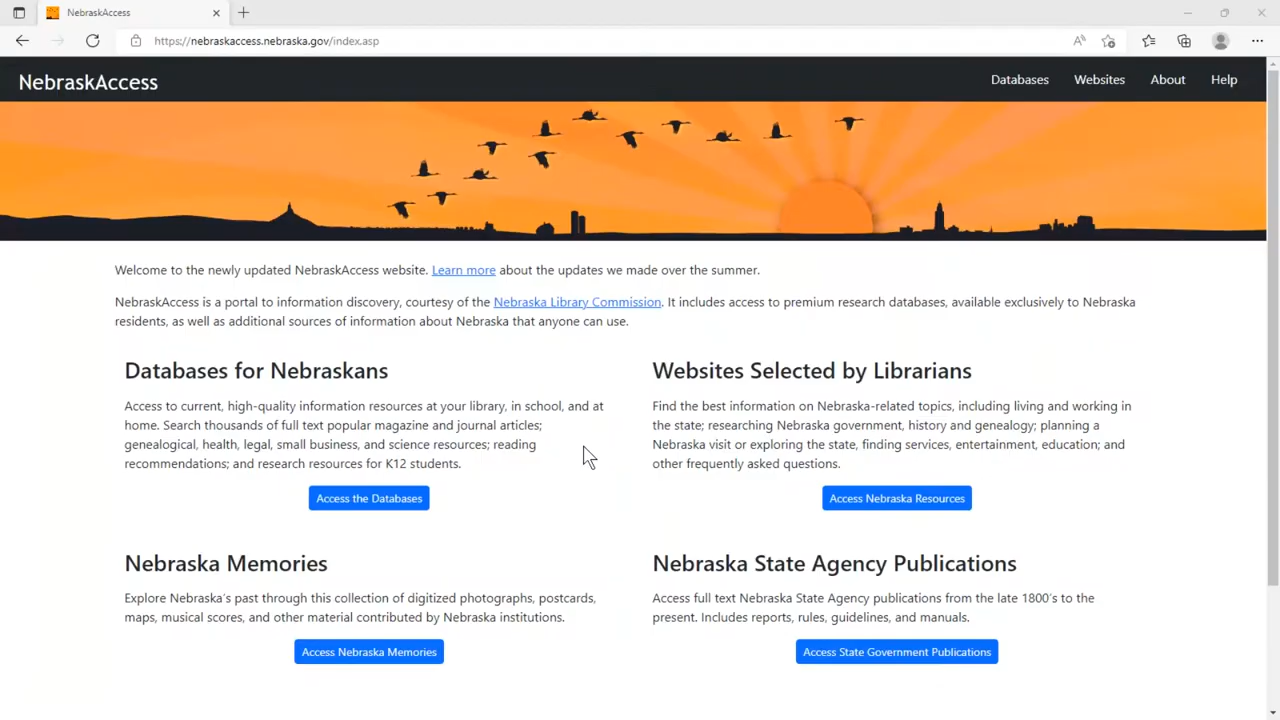 NebraskAccess
https://nebraskaccess.nebraska.gov/index.asp
NebraskAccess
Databases
Websites
About
Help
Welcome to the newly updated NebraskAccess website. Learn more about the updates we made over the summer.
NebraskAccess is a portal to information discovery, courtesy of the Nebraska Library Commission. It includes access to premium research databases, available exclusively to Nebraska
residents, as well as additional sources of information about Nebraska that anyone can use.
Databases for Nebraskans
Access to current, high-quality information resources at your library, in school, and at
home. Search thousands of full text popular magazine and journal articles;
genealogical, health, legal, small business, and science resources; reading
recommendations; and research resources for K12 students.
Access the Databases
Websites Selected by Librarians
Find the best information on Nebraska-related topics, including living and working in
the state; researching Nebraska government, history and genealogy; planning a
Nebraska visit or exploring the state, finding services, entertainment, education; and
other frequently asked questions.
Access Nebraska Resources
Nebraska Memories
Explore Nebraska's past through this collection of digitized photographs, postcards,
maps, musical scores, and other material contributed by Nebraska institutions.
Access Nebraska Memories
Nebraska State Agency Publications
Access full text Nebraska State Agency publications from the late 1800's to the
present. Includes reports, rules, guidelines, and manuals.
Access State Government Publications